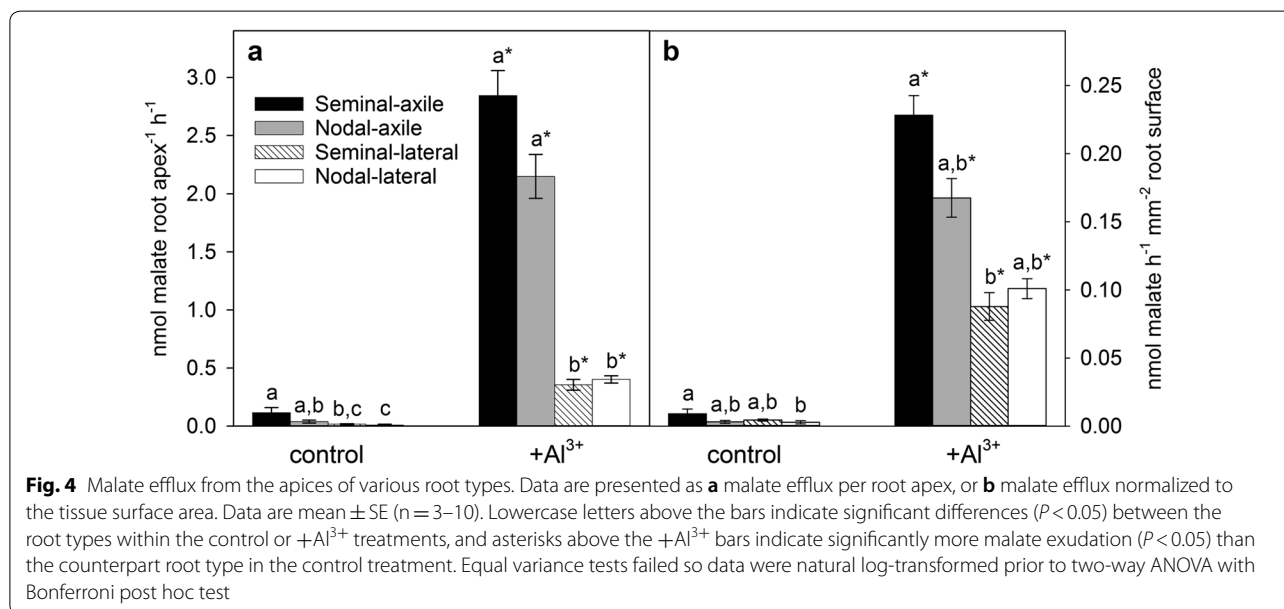 a
b
3.0
2.5
2.0
1.5
1.0
0.5
0.0
nmol malate root apex⁻¹ h⁻¹
Seminal-axile
Nodal-axile
Seminal-lateral
Nodal-lateral
a
a,b
b,c
c
a*
a*
b*
b*
control
+Al³⁺
a
a,b
a,b
b
a*
a,b*
b*
a,b*
control
+Al³⁺
0.25
0.20
0.15
0.10
0.05
0.00
nmol malate h⁻¹ mm⁻² root surface
Fig. 4 Malate efflux from the apices of various root types. Data are presented as a malate efflux per root apex, or b malate efflux normalized to
the tissue surface area. Data are mean ± SE (n = 3–10). Lowercase letters above the bars indicate significant differences (P < 0.05) between the
root types within the control or +Al³⁺ treatments, and asterisks above the +Al³⁺ bars indicate significantly more malate exudation (P < 0.05) than
the counterpart root type in the control treatment. Equal variance tests failed so data were natural log-transformed prior to two-way ANOVA with
Bonferroni post hoc test